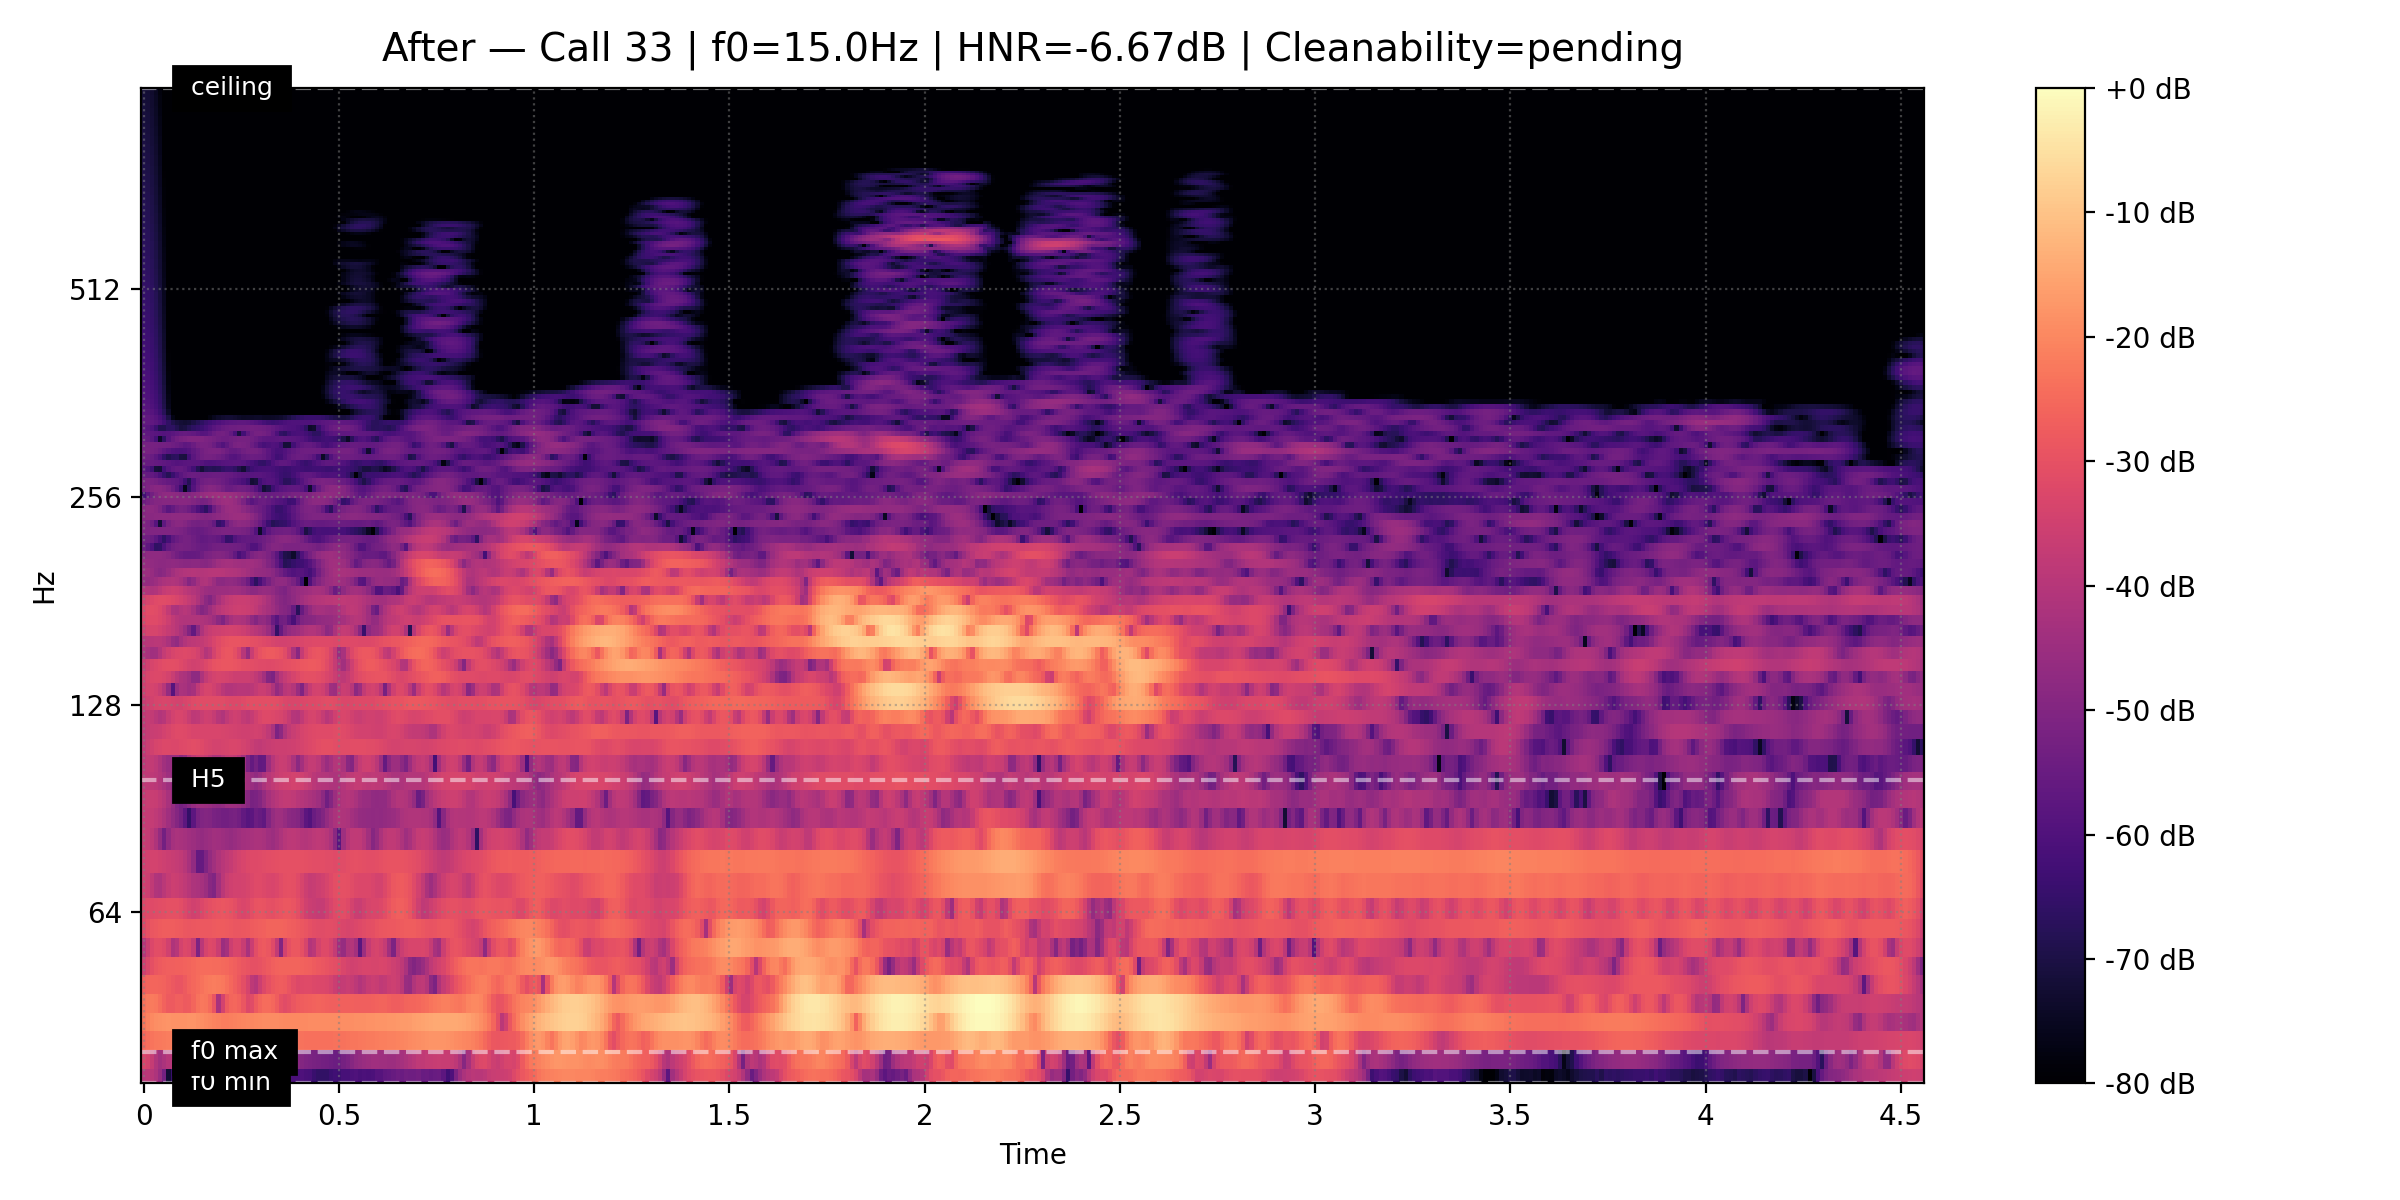 After — Call 33 | f0=15.0Hz | HNR=-6.67dB | Cleanability=pending
ceiling
+0 dB
-10 dB
-20 dB
-30 dB
-40 dB
-50 dB
-60 dB
-70 dB
-80 dB
512
256
128
64
Hz
H5
f0 max
f0 min
0
0.5
1
1.5
2
2.5
3
3.5
4
4.5
Time